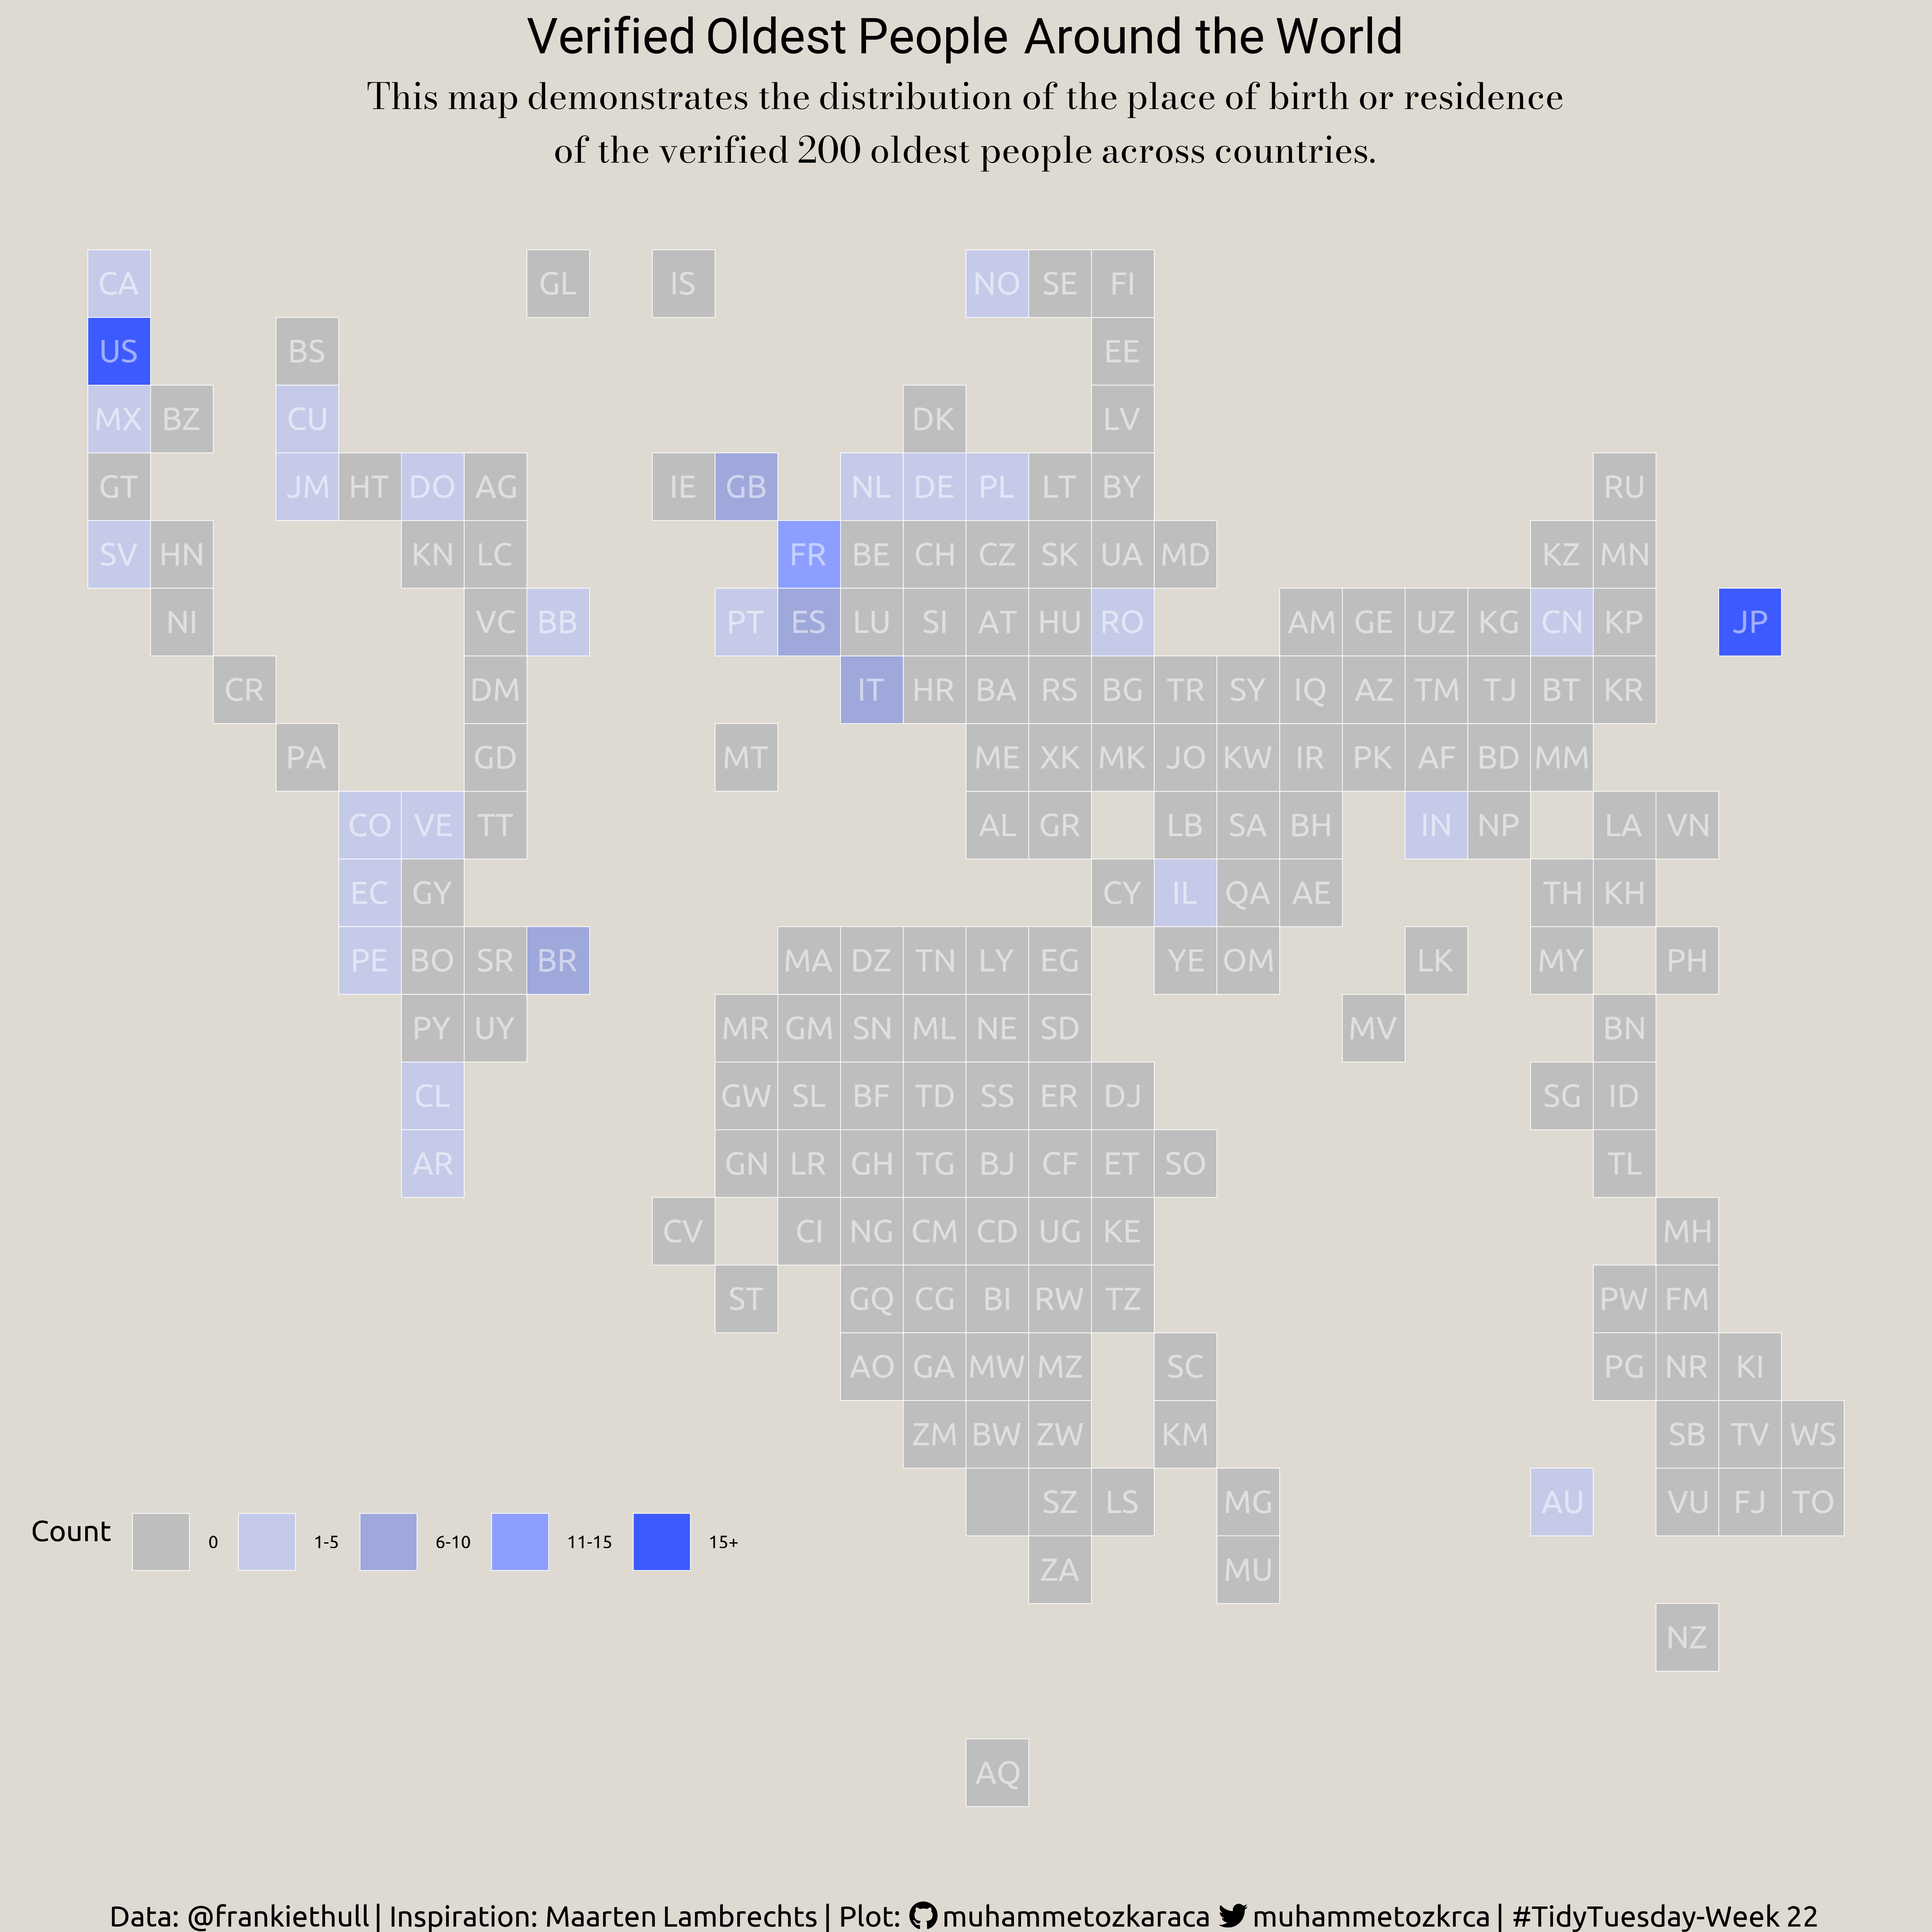 Verified Oldest People Around the World
This map demonstrates the distribution of the place of birth or residence
of the verified 200 oldest people across countries.
CA GL IS NO SE FI
US BS EE
MX BZ CU DK LV
GT JM HT DO AG IE GB NL DE PL LT BY RU
SV HN KN LC FR BE CH CZ SK UA MD KZ MN
NI VC BB PT ES LU SI AT HU RO AM GE UZ KG CN KP JP
CR DM IT HR BA RS BG TR SY IQ AZ TM TJ BT KR
PA GD MT ME XK MK JO KW IR PK AF BD MM
CO VE TT AL GR LB SA BH IN NP LA VN
EC GY CY IL QA AE TH KH
PE BO SR BR MA DZ TN LY EG YE OM LK MY PH
PY UY MR GM SN ML NE SD MV BN
CL GW SL BF TD SS ER DJ SG ID
AR GN LR GH TG BJ CF ET SO TL
CV CI NG CM CD UG KE MH
ST GQ CG BI RW TZ PW FM
AO GA MW MZ SC PG NR KI
ZM BW ZW KM SB TV WS
SZ LS MG AU VU FJ TO
Count 0 1-5 6-10 11-15 15+
ZA MU
NZ
AQ
Data: @frankiethull | Inspiration: Maarten Lambrechts | Plot: muhammetozkaraca muhammetozkrca | #TidyTuesday-Week 22